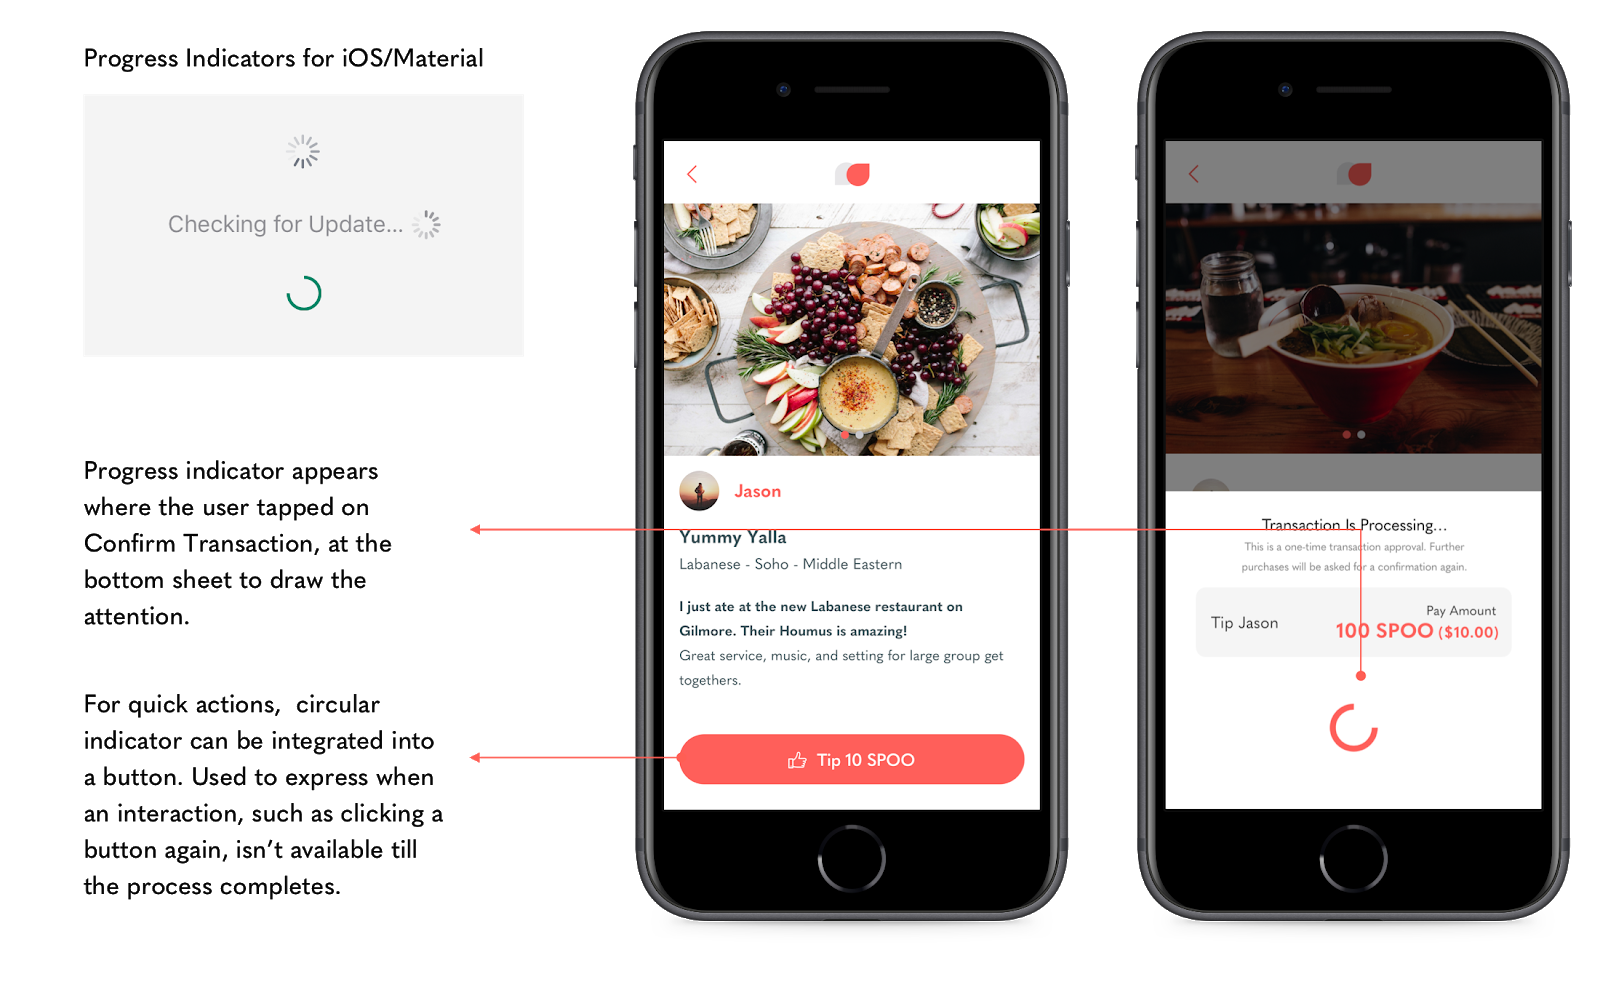 Progress Indicators for iOS/Material
Checking for Update...
Progress indicator appears
where the user tapped on
Confirm Transaction, at the
bottom sheet to draw the
attention.
For quick actions,  circular
indicator can be integrated into
a button. Used to express when
an interaction, such as clicking a
button again, isn’t available till
the process completes.
Jason
Yummy Yalla
Labanese - Soho - Middle Eastern
I just ate at the new Labanese restaurant on
Gilmore. Their Houmus is amazing!
Great service, music, and setting for large group get
togethers.
Tip 10 SPOO
Transaction Is Processing...
This is a one-time transaction approval. Further
purchases will be asked for a confirmation again.
Pay Amount
Tip Jason
100 SPOO ($10.00)